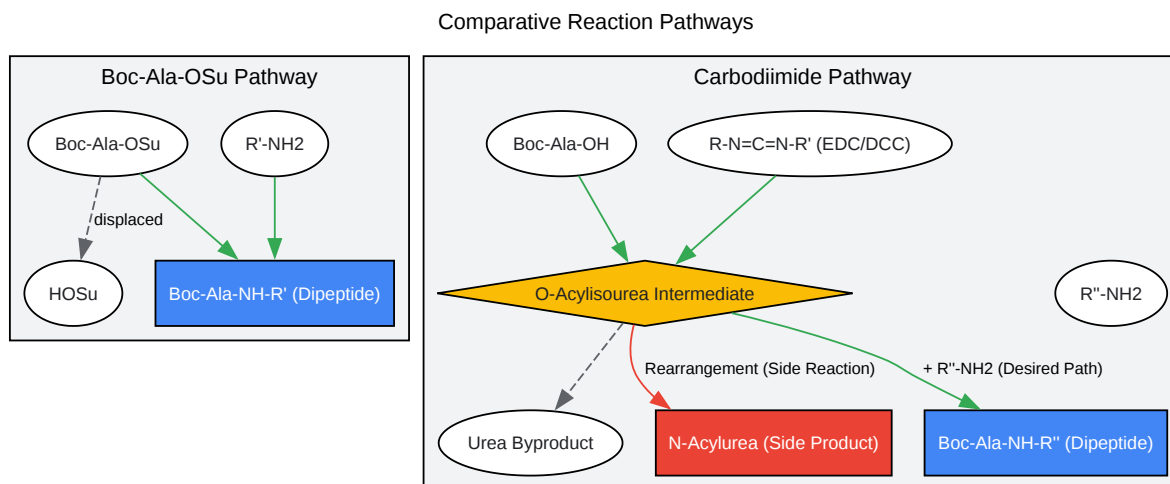 Comparative Reaction Pathways
Boc-Ala-OSu Pathway
Boc-Ala-OSu
R'-NH2
displaced
HOSu
Boc-Ala-NH-R' (Dipeptide)
Carbodiimide Pathway
Boc-Ala-OH
R-N=C=N-R' (EDC/DCC)
O-Acylisourea Intermediate
R''-NH2
Rearrangement (Side Reaction)
+ R''-NH2 (Desired Path)
Urea Byproduct
N-Acylurea (Side Product)
Boc-Ala-NH-R'' (Dipeptide)